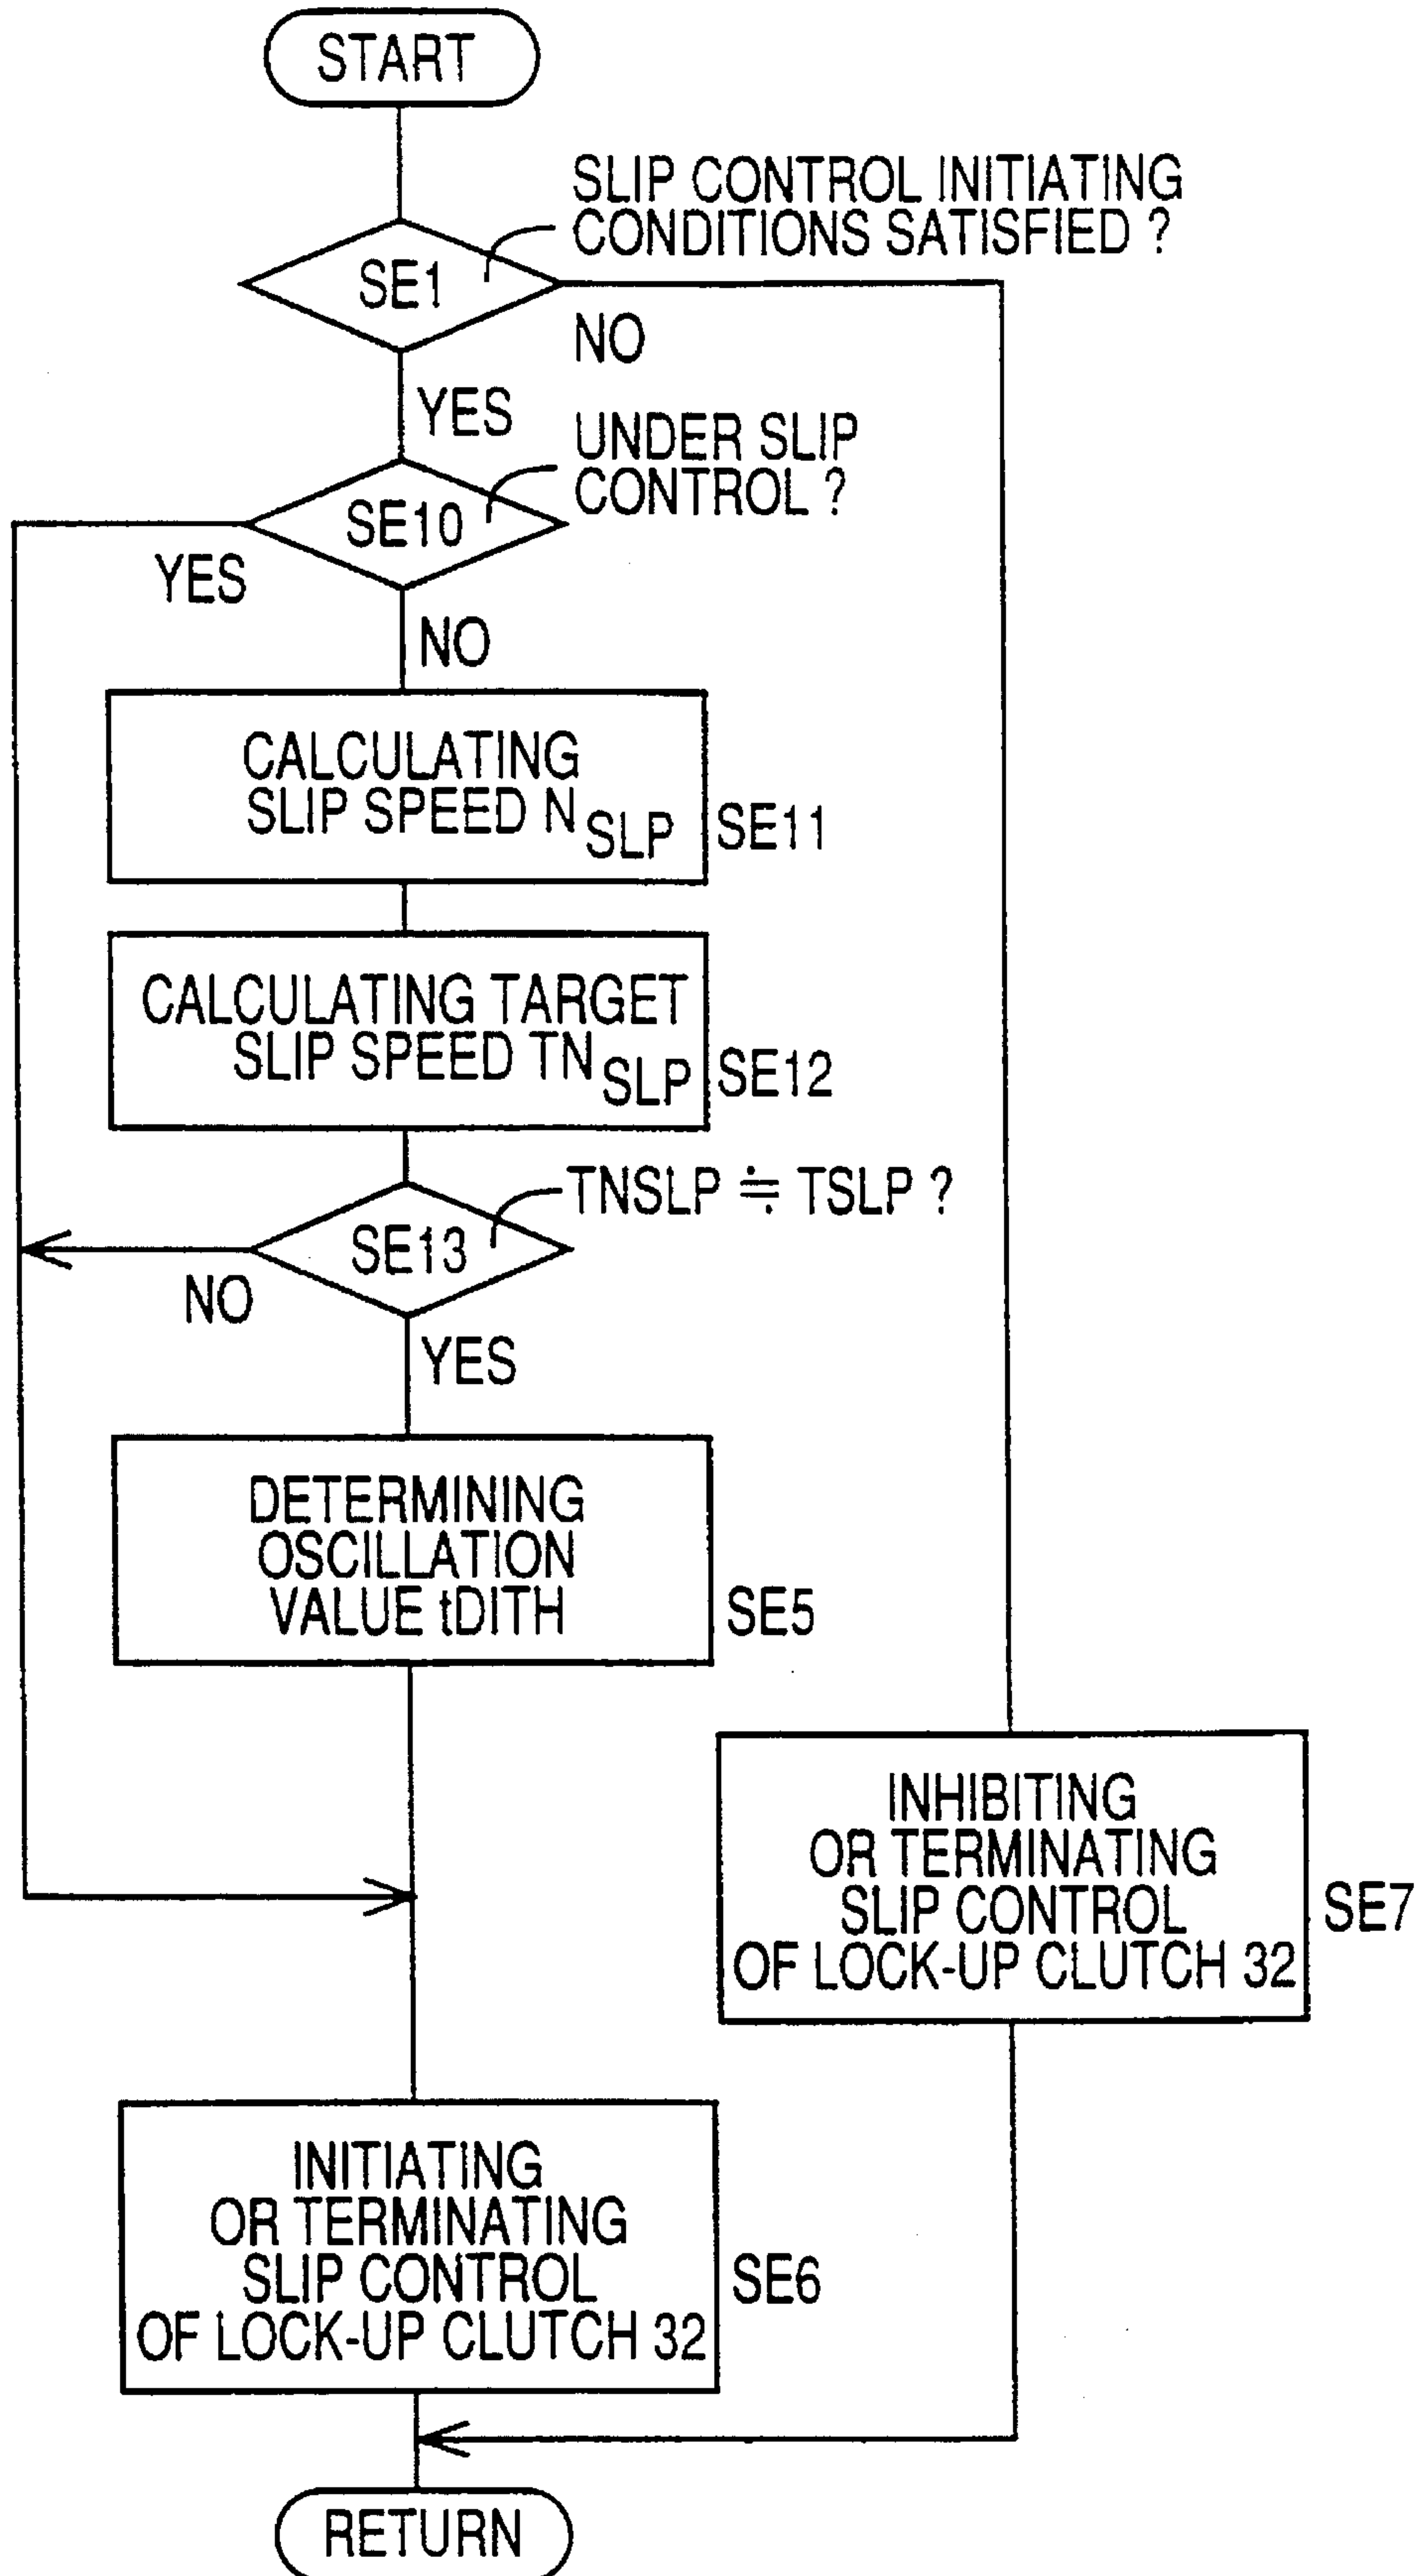 START
SLIP CONTROL INITIATING
CONDITIONS SATISFIED ?
SE1
NO
YES
UNDER SLIP
CONTROL ?
SE10
YES
NO
CALCULATING
SLIP SPEED N SLP
SE11
CALCULATING TARGET
SLIP SPEED TN SLP
SE12
TNSLP ≒ TSLP ?
SE13
NO
YES
DETERMINING
OSCILLATION
VALUE tDITH
SE5
INHIBITING
OR TERMINATING
SLIP CONTROL
OF LOCK-UP CLUTCH 32
SE7
INITIATING
OR TERMINATING
SLIP CONTROL
OF LOCK-UP CLUTCH 32
SE6
RETURN